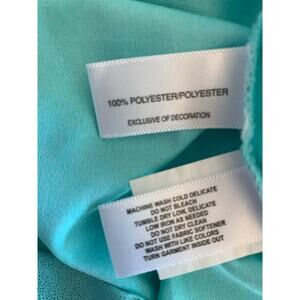 100% POLYESTER/POLYESTER
EXCLUSIVE OF DECORATION
MACHINE WASH COLD DELICATE
DO NOT BLEACH
TUMBLE DRY LOW, DELICATE
LOW IRON AS NEEDED
DO NOT DRY CLEAN
DO NOT USE FABRIC SOFTENER
WASH WITH LIKE COLORS
TURN GARMENT INSIDE OUT